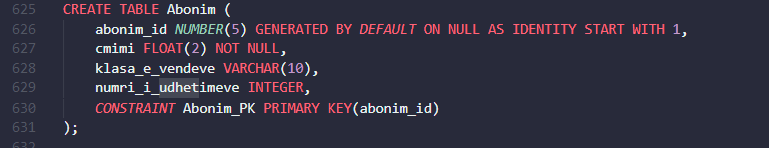 625 CREATE TABLE Abonim (
626 abonim_id NUMBER(5) GENERATED BY DEFAULT ON NULL AS IDENTITY START WITH 1,
627 cmimi FLOAT(2) NOT NULL,
628 klasa_e_vendeve VARCHAR(10),
629 numri_i_udhetimeve INTEGER,
630 CONSTRAINT Abonim_PK PRIMARY KEY(abonim_id)
631 );
632